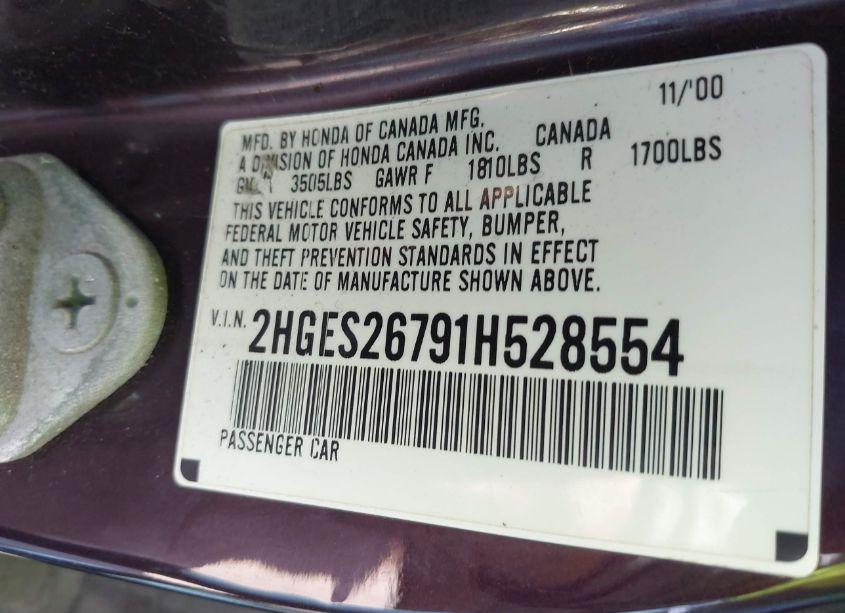 11/'00
MFD. BY HONDA OF CANADA MFG.
A DIVISION OF HONDA CANADA INC. CANADA
3505LBS GAWR F 1810LBS R 1700LBS
THIS VEHICLE CONFORMS TO ALL APPLICABLE
FEDERAL MOTOR VEHICLE SAFETY, BUMPER,
AND THEFT PREVENTION STANDARDS IN EFFECT
ON THE DATE OF MANUFACTURE SHOWN ABOVE.
V.I.N. 2HGES26791H528554
PASSENGER CAR